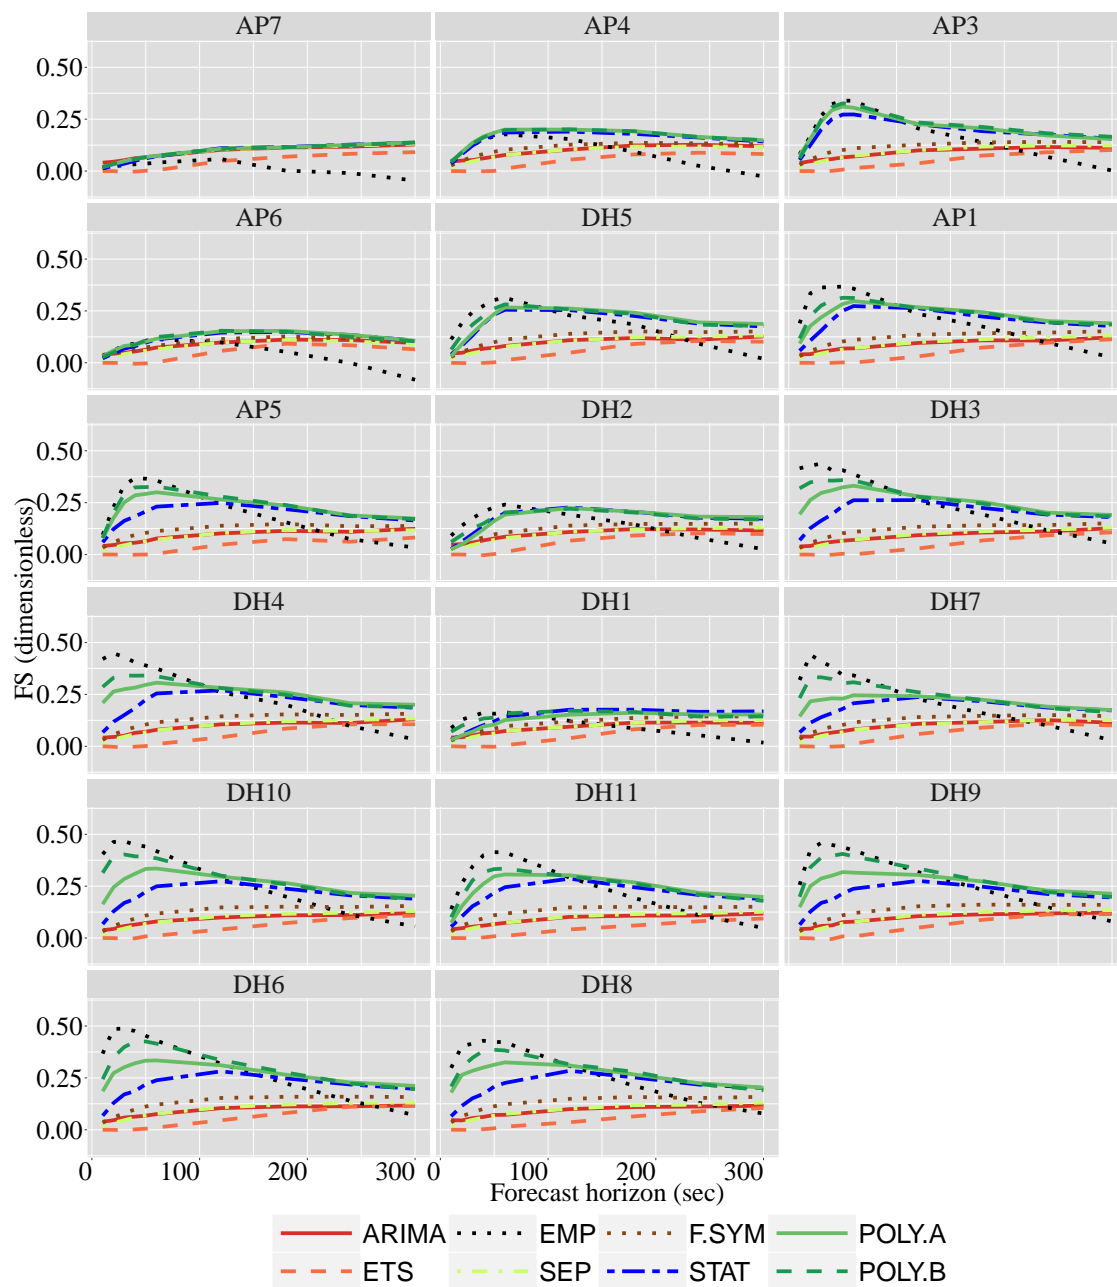 AP7 AP4 AP3
0.50
0.25
0.00
AP6 DH5 AP1
0.50
0.25
0.00
AP5 DH2 DH3
0.50
0.25
0.00
DH4 DH1 DH7
0.50
0.25
0.00
DH10 DH11 DH9
0.50
0.25
0.00
DH6 DH8
0.50
0.25
0.00
FS (dimensionless)
0 100 200 300 0 100 200 300
Forecast horizon (sec)
ARIMA EMP F.SYM POLY.A
ETS SEP STAT POLY.B